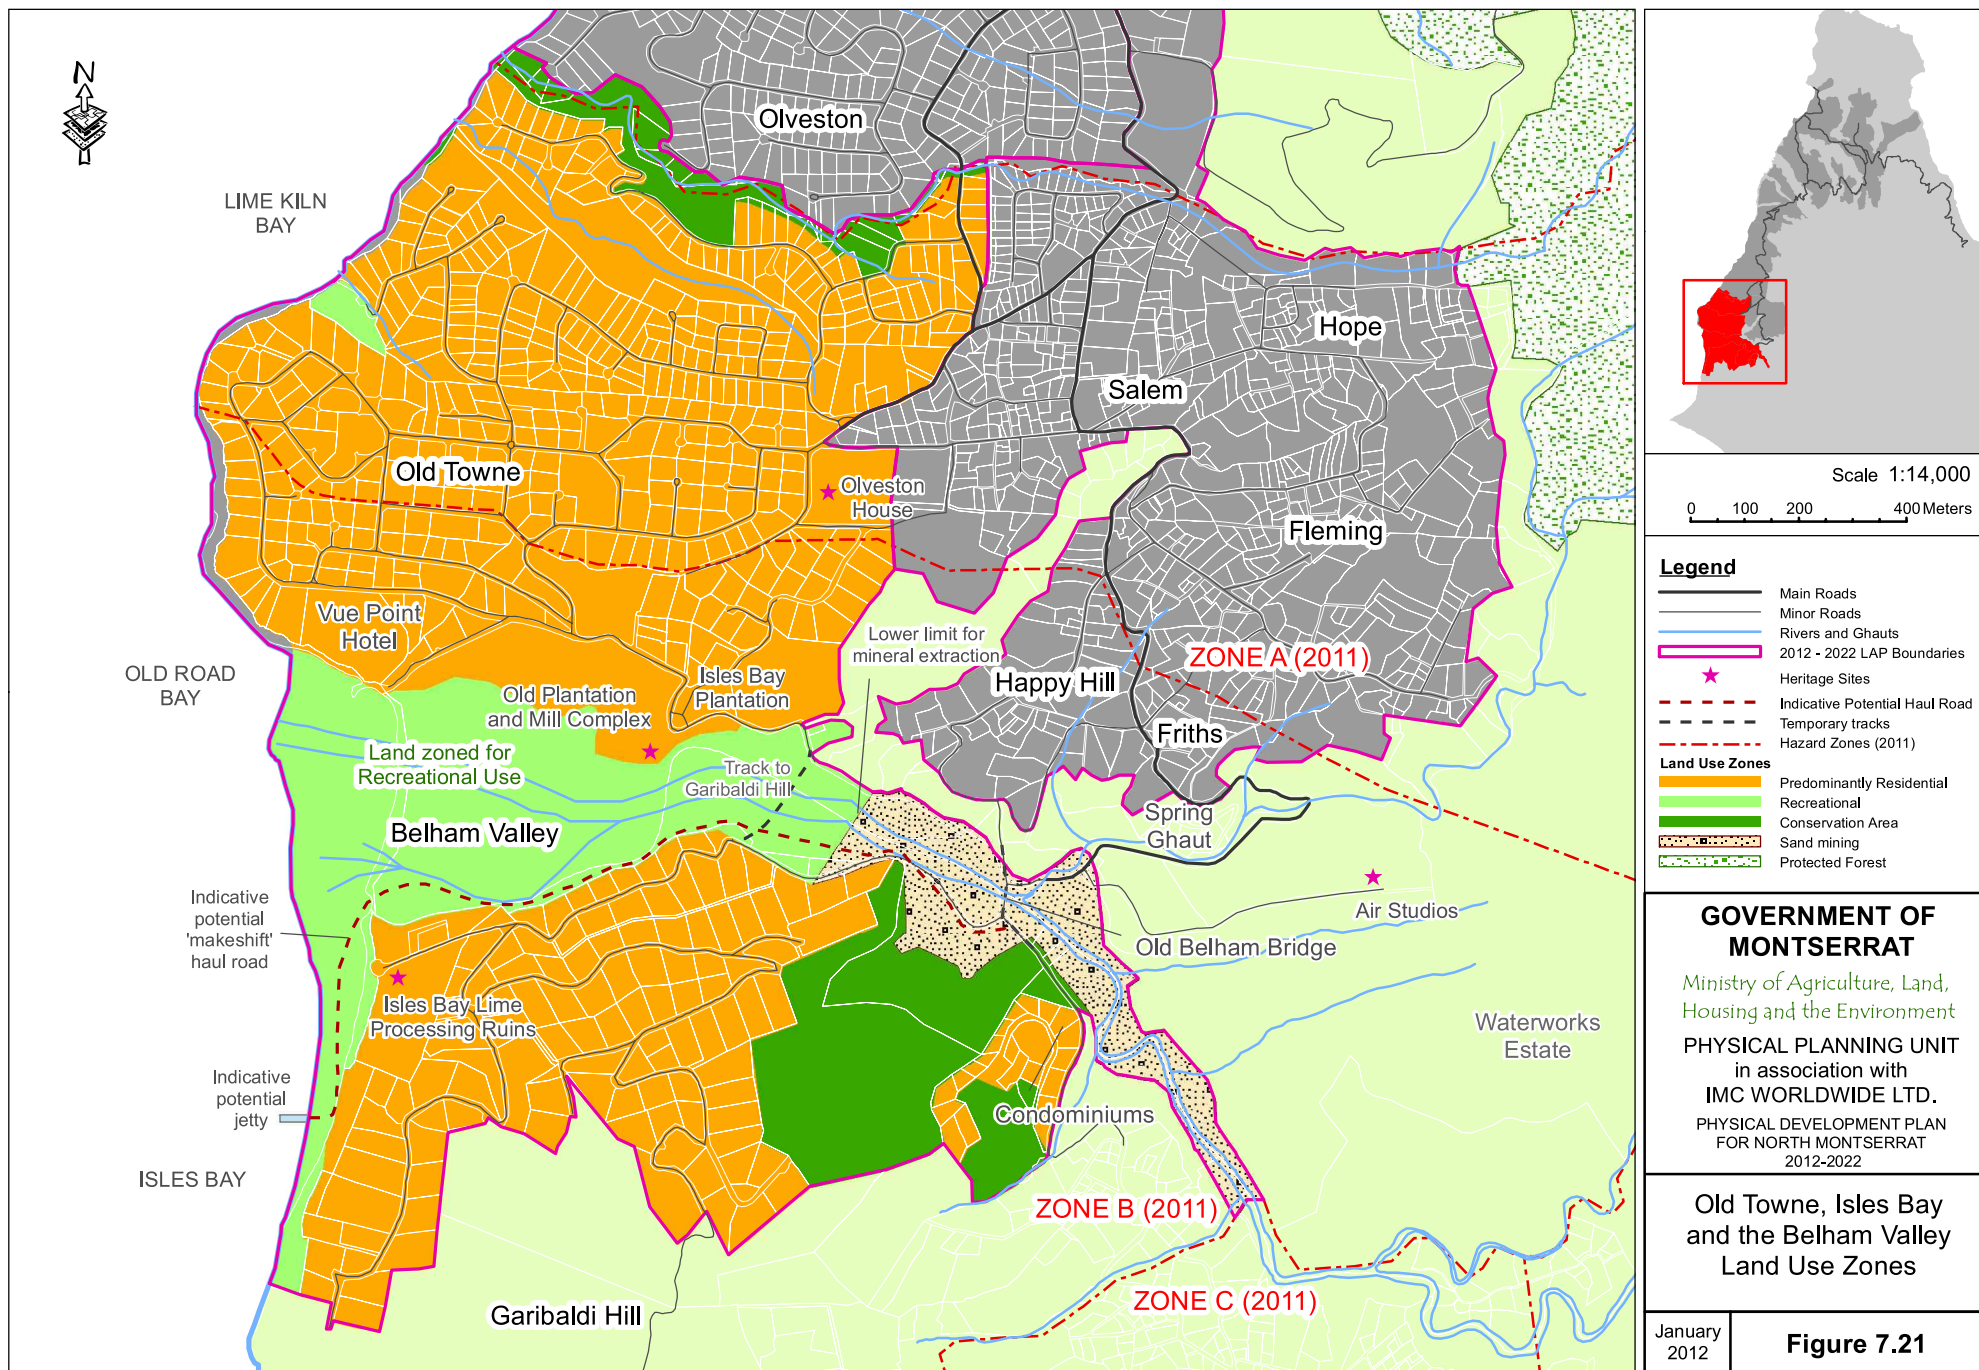 N
Olveston
LIME KILN
BAY
Hope
Salem
Old Towne
Olveston
House
Fleming
Vue Point
Hotel
Lower limit for
mineral extraction
ZONE A (2011)
OLD ROAD
BAY
Isles Bay
Plantation
Happy Hill
Old Plantation
and Mill Complex
Friths
Land zoned for
Recreational Use
Track to
Garibaldi Hill
Belham Valley
Spring
Ghaut
Indicative
potential
'makeshift'
haul road
Air Studios
Old Belham Bridge
Isles Bay Lime
Processing Ruins
Waterworks
Estate
Indicative
potential
jetty
Condominiums
ISLES BAY
ZONE B (2011)
ZONE C (2011)
Garibaldi Hill
Scale 1:14,000
0 100 200 400 Meters
Legend
Main Roads
Minor Roads
Rivers and Ghauts
2012 - 2022 LAP Boundaries
Heritage Sites
Indicative Potential Haul Road
Temporary tracks
Hazard Zones (2011)
Land Use Zones
Predominantly Residential
Recreational
Conservation Area
Sand mining
Protected Forest
GOVERNMENT OF
MONTSERRAT
Ministry of Agriculture, Land,
Housing and the Environment
PHYSICAL PLANNING UNIT
in association with
IMC WORLDWIDE LTD.
PHYSICAL DEVELOPMENT PLAN
FOR NORTH MONTSERRAT
2012-2022
Old Towne, Isles Bay
and the Belham Valley
Land Use Zones
January
2012
Figure 7.21